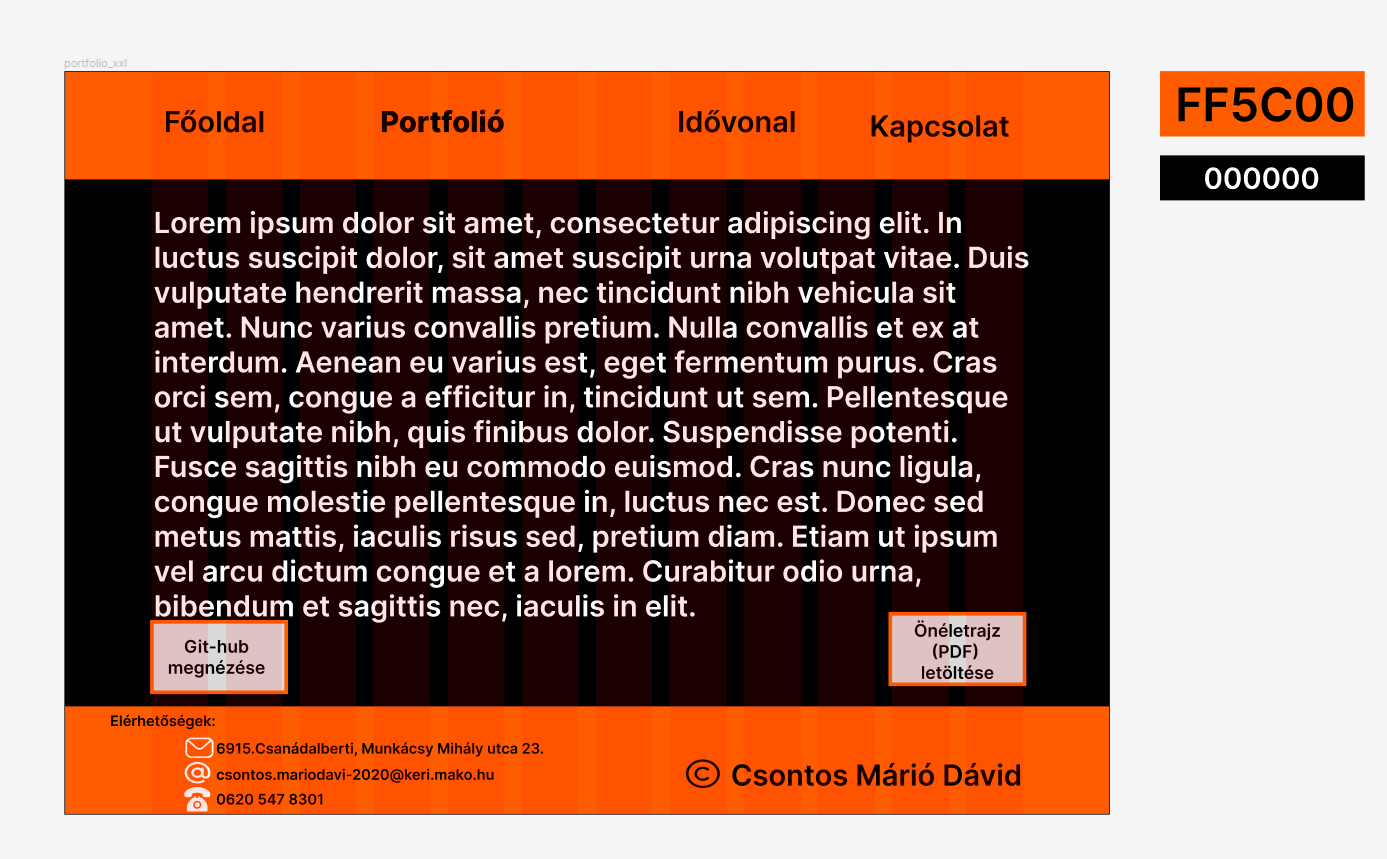 portfolio_xxl
Főoldal
Portfolió
Idővonal
Kapcsolat
FF5C00
000000
Lorem ipsum dolor sit amet, consectetur adipiscing elit. In
luctus suscipit dolor, sit amet suscipit urna volutpat vitae. Duis
vulputate hendrerit massa, nec tincidunt nibh vehicula sit
amet. Nunc varius convallis pretium. Nulla convallis et ex at
interdum. Aenean eu varius est, eget fermentum purus. Cras
orci sem, congue a efficitur in, tincidunt ut sem. Pellentesque
ut vulputate nibh, quis finibus dolor. Suspendisse potenti.
Fusce sagittis nibh eu commodo euismod. Cras nunc ligula,
congue molestie pellentesque in, luctus nec est. Donec sed
metus mattis, iaculis risus sed, pretium diam. Etiam ut ipsum
vel arcu dictum congue et a lorem. Curabitur odio urna,
bibendum et sagittis nec, iaculis in elit.
Git-hub
megnézése
Önéletrajz
(PDF)
letöltése
Elérhetőségek:
6915.Csanádalberti, Munkácsy Mihály utca 23.
csontos.mariodavi-2020@keri.mako.hu
0620 547 8301
© Csontos Márió Dávid